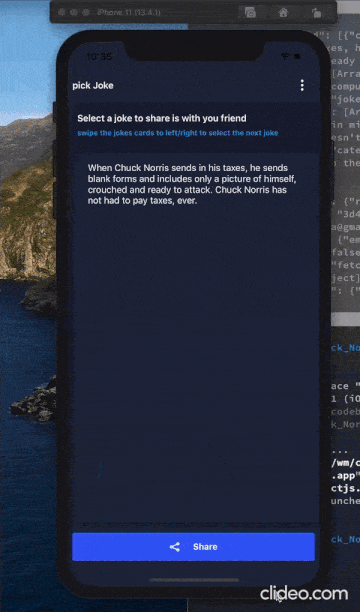 iPhone 11 (13.4.1)
10:35
pick Joke
Select a joke to share is with you friend
swipe the jokes cards to left/right to select the next joke
When Chuck Norris sends in his taxes, he sends
blank forms and includes only a picture of himself,
crouched and ready to attack. Chuck Norris has
not had to pay taxes, ever.
Share
clideo.com